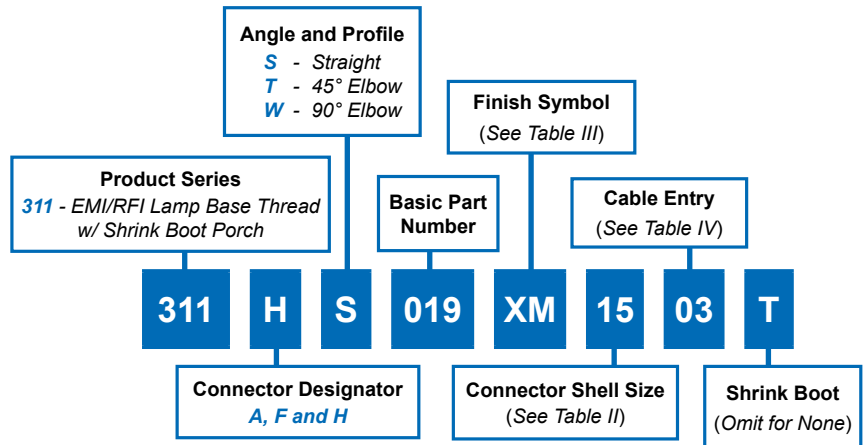 Angle and Profile
S - Straight
T - 45° Elbow
W - 90° Elbow
Finish Symbol
(See Table III)
Product Series
311 - EMI/RFI Lamp Base Thread
w/ Shrink Boot Porch
Basic Part
Number
Cable Entry
(See Table IV)
311 H S 019 XM 15 03 T
Connector Designator
A, F and H
Connector Shell Size
(See Table II)
Shrink Boot
(Omit for None)